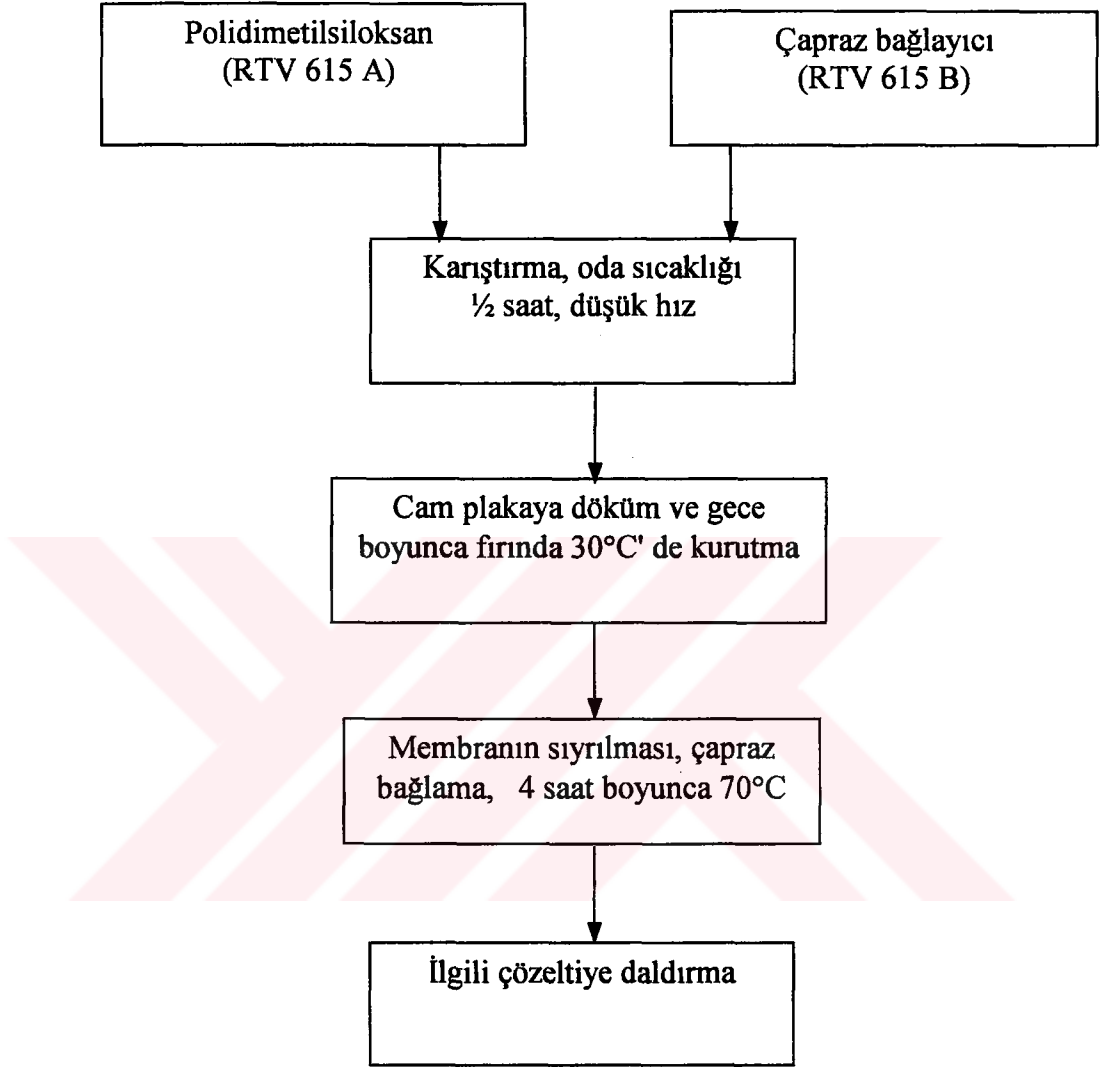 Polidimetilsiloksan
(RTV 615 A)
Çapraz bağlayıcı
(RTV 615 B)
Karıştırma, oda sıcaklığı
½ saat, düşük hız
Cam plakaya döküm ve gece
boyunca fırında 30°C' de kurutma
Membranın sıyrılması, çapraz
bağlama, 4 saat boyunca 70°C
İlgili çözeltiye daldırma